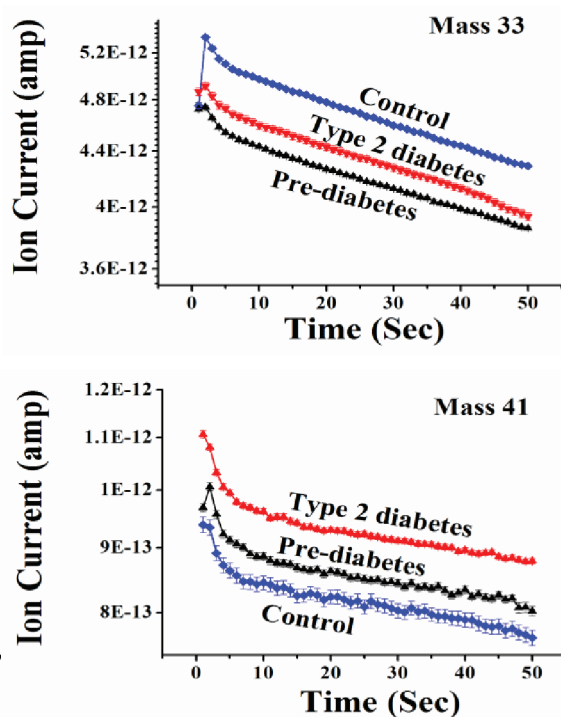 Mass 33
Ion Current (amp)
5.2E-12
4.8E-12
4.4E-12
4E-12
3.6E-12
Control
Type 2 diabetes
Pre-diabetes
0 10 20 30 40 50
Time (Sec)
Mass 41
Ion Current (amp)
1.2E-12
1.1E-12
1E-12
9E-13
8E-13
Type 2 diabetes
Pre-diabetes
Control
0 10 20 30 40 50
Time (Sec)